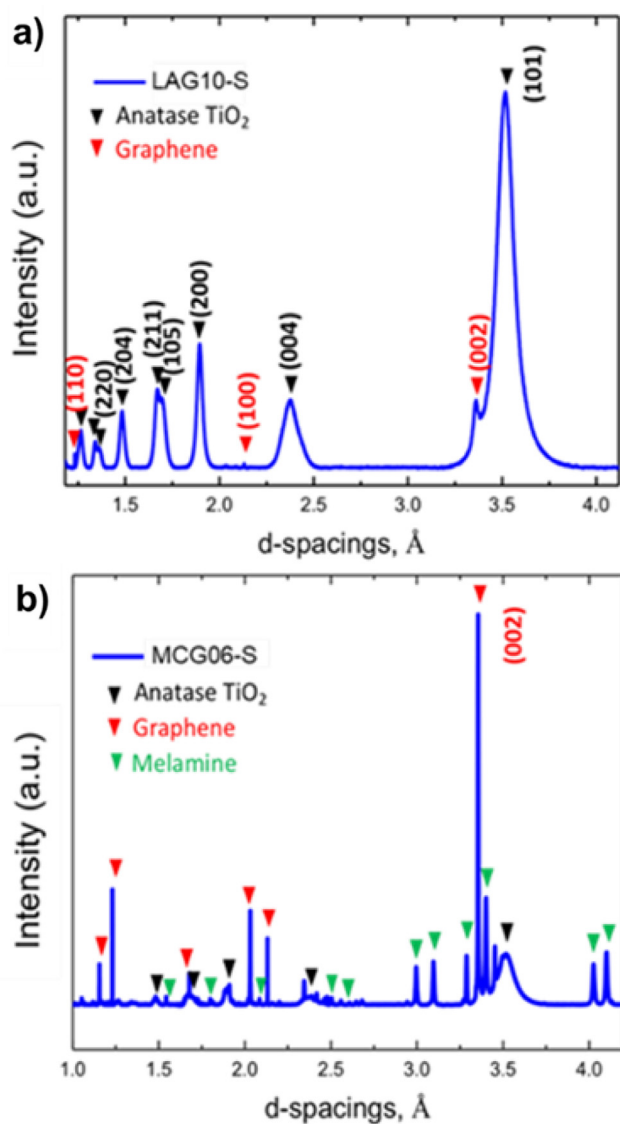 a)
LAG10-S
Anatase TiO₂
Graphene
Intensity (a.u.)
(110)
(220)
(204)
(211)
(105)
(200)
(100)
(004)
(002)
(101)
1.5 2.0 2.5 3.0 3.5 4.0
d-spacings, Å
b)
MCG06-S
Anatase TiO₂
Graphene
Melamine
Intensity (a.u.)
(002)
1.0 1.5 2.0 2.5 3.0 3.5 4.0
d-spacings, Å